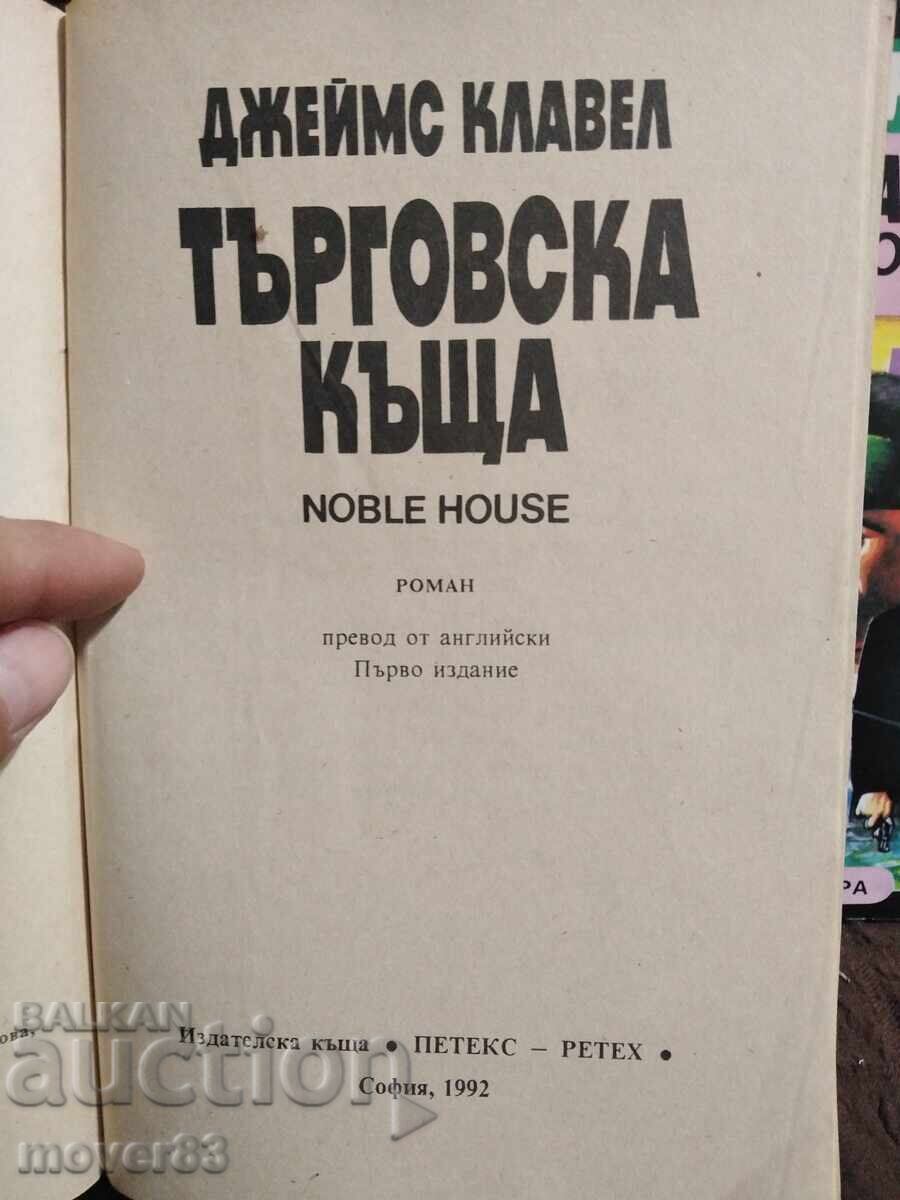 ДЖЕЙМС КЛАВЕЛ
ТЪРГОВСКА
КЪЩА
NOBLE HOUSE
РОМАН
превод от английски
Първо издание
Издателска къща • ПЕТЕКС – PETEX •
София, 1992
BALKAN
auction
mover83